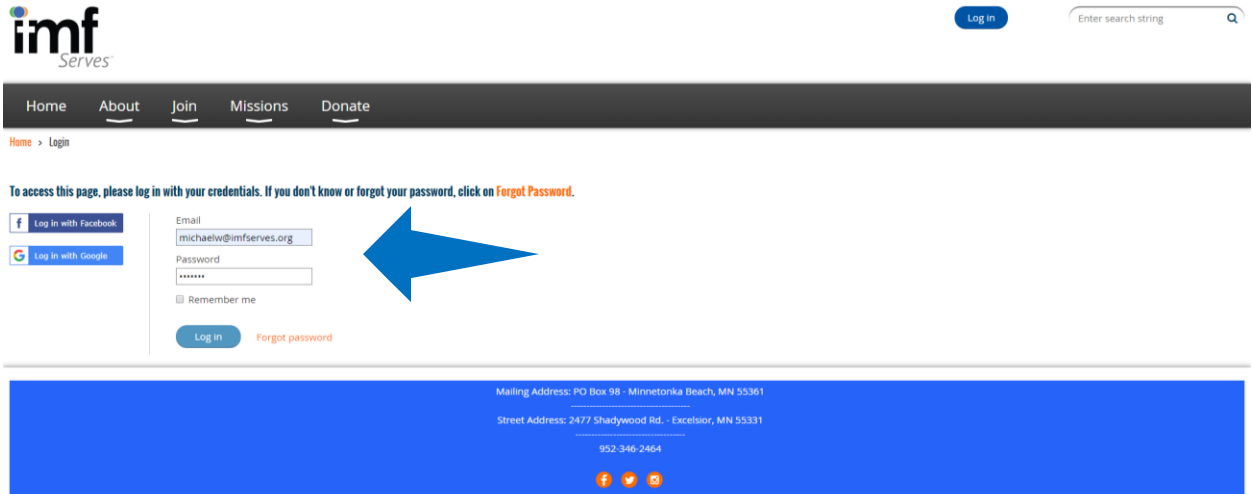 imf
Serves
Log in
Enter search string
Home About Join Missions Donate
Home > Login
To access this page, please log in with your credentials. If you don't know or forgot your password, click on Forgot Password.
f Log in with Facebook
G Log in with Google
Email
michaelw@imfserves.org
Password
•••••••
Remember me
Log in Forgot password
Mailing Address: PO Box 98 - Minnetonka Beach, MN 55361
------------------------------------
Street Address: 2477 Shadywood Rd. - Excelsior, MN 55331
---------------------------------
952-346-2464